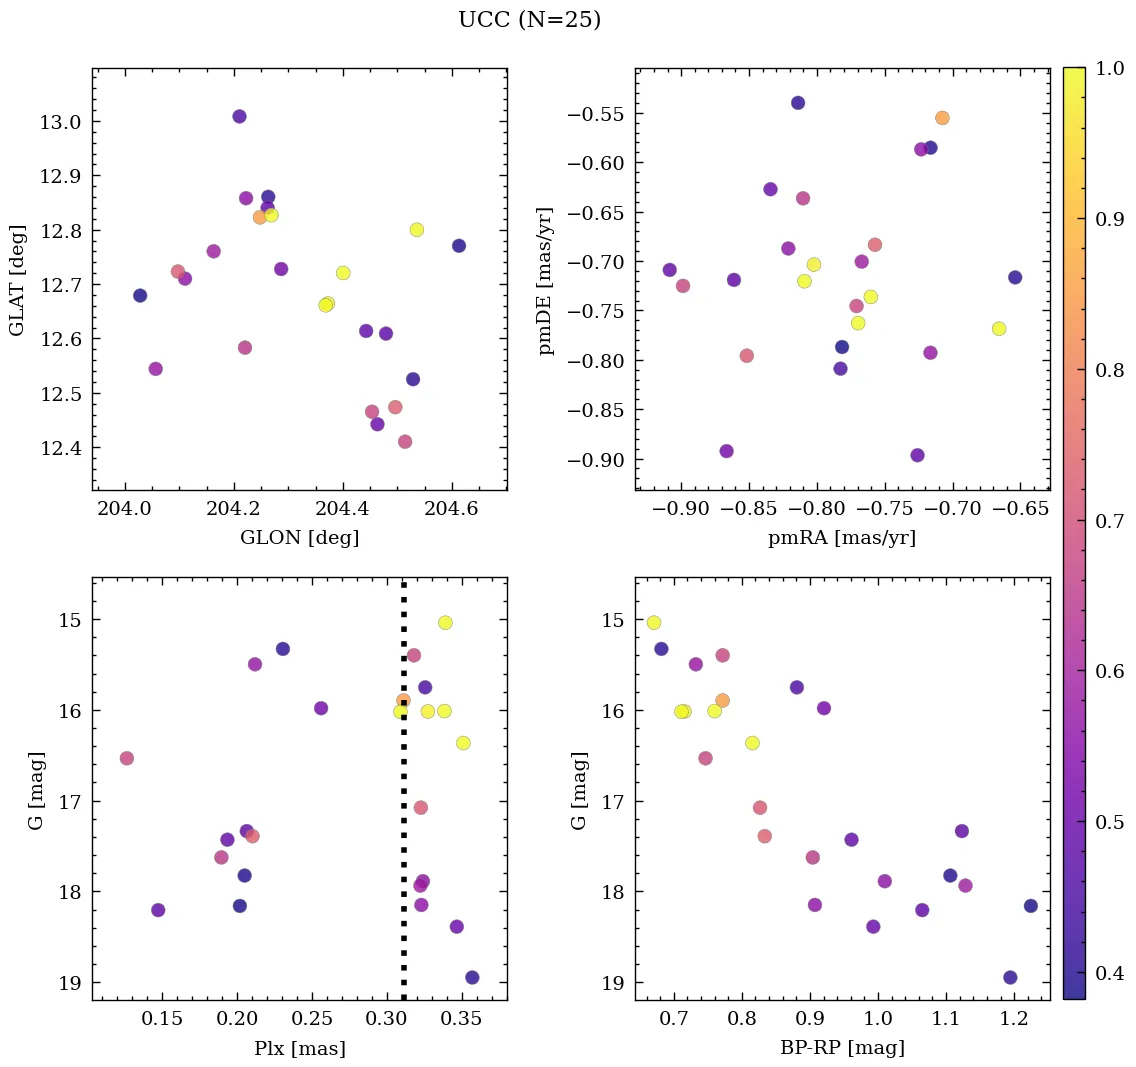 UCC (N=25)
13.0
12.9
12.8
12.7
12.6
12.5
12.4
GLAT [deg]
204.0 204.2 204.4 204.6
GLON [deg]
−0.55
−0.60
−0.65
−0.70
−0.75
−0.80
−0.85
−0.90
pmDE [mas/yr]
−0.90 −0.85 −0.80 −0.75 −0.70 −0.65
pmRA [mas/yr]
15
16
17
18
19
G [mag]
0.15 0.20 0.25 0.30 0.35
Plx [mas]
15
16
17
18
19
G [mag]
0.7 0.8 0.9 1.0 1.1 1.2
BP-RP [mag]
1.0
0.9
0.8
0.7
0.6
0.5
0.4